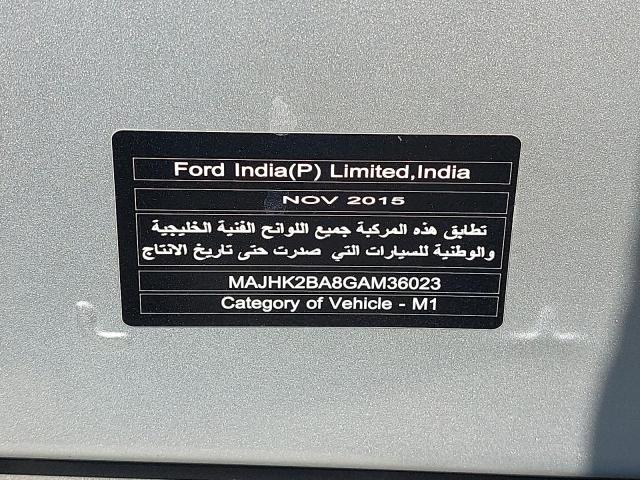 Ford India(P) Limited,India
NOV 2015
تطابق هذه المركبة جميع اللوائح الفنية الخليجية
والوطنية للسيارات التي صدرت حتى تاريخ الانتاج
MAJHK2BA8GAM36023
Category of Vehicle - M1